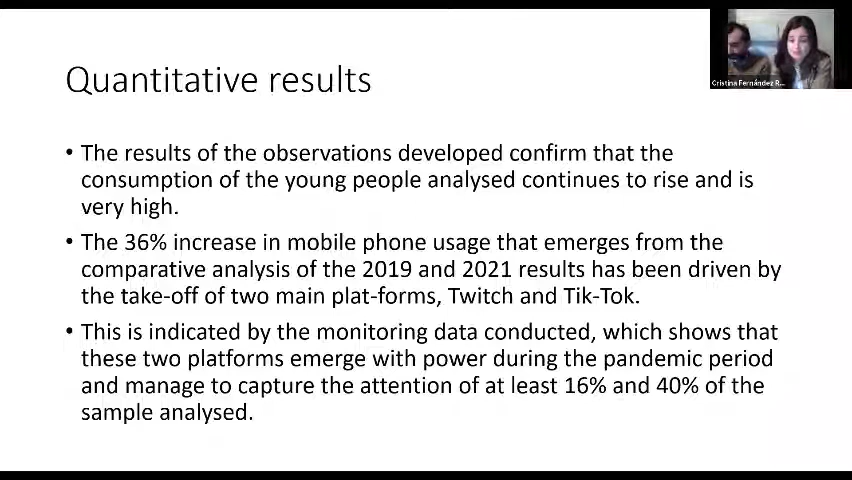 Cristina Fernández R...
Quantitative results
• The results of the observations developed confirm that the
consumption of the young people analysed continues to rise and is
very high.
• The 36% increase in mobile phone usage that emerges from the
comparative analysis of the 2019 and 2021 results has been driven by
the take-off of two main plat-forms, Twitch and Tik-Tok.
• This is indicated by the monitoring data conducted, which shows that
these two platforms emerge with power during the pandemic period
and manage to capture the attention of at least 16% and 40% of the
sample analysed.